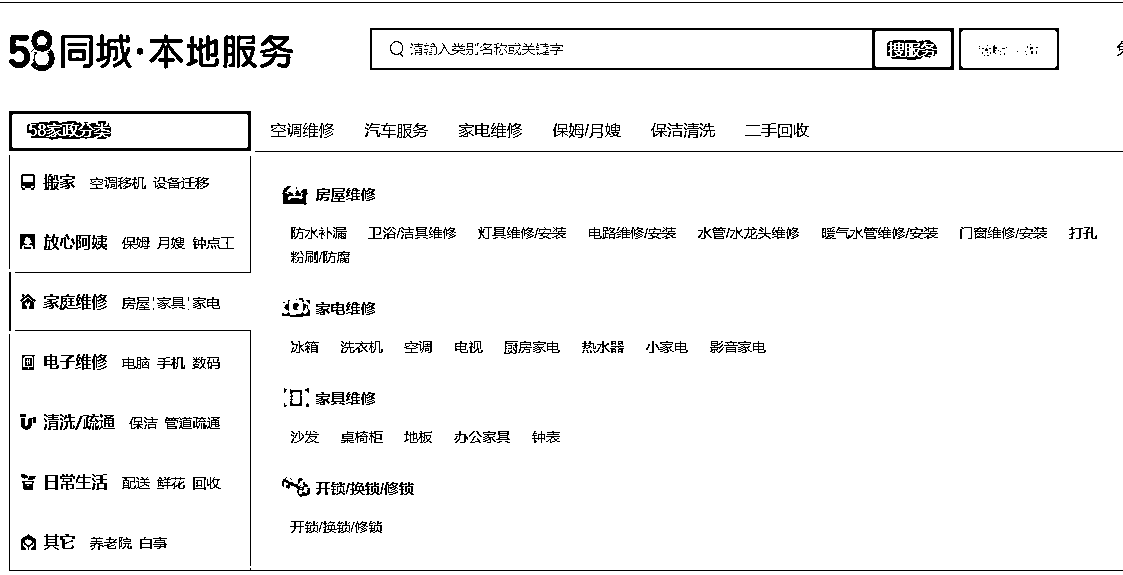 58同城·本地服务
请输入类别名称或关键字
搜服务
58家政分类
空调维修 汽车服务 家电维修 保姆/月嫂 保洁清洗 二手回收
搬家 空调移机 设备迁移
放心阿姨 保姆 月嫂 钟点工
家庭维修 房屋 家具 家电
电子维修 电脑 手机 数码
清洗/疏通 保洁 管道疏通
日常生活 配送 鲜花 回收
其它 养老院 白事
房屋维修
防水补漏 卫浴/洁具维修 灯具维修/安装 电路维修/安装 水管/水龙头维修 暖气水管维修/安装 门窗维修/安装 打孔
粉刷/防腐
家电维修
冰箱 洗衣机 空调 电视 厨房家电 热水器 小家电 影音家电
家具维修
沙发 桌椅柜 地板 办公家具 钟表
开锁/换锁/修锁
开锁/换锁/修锁